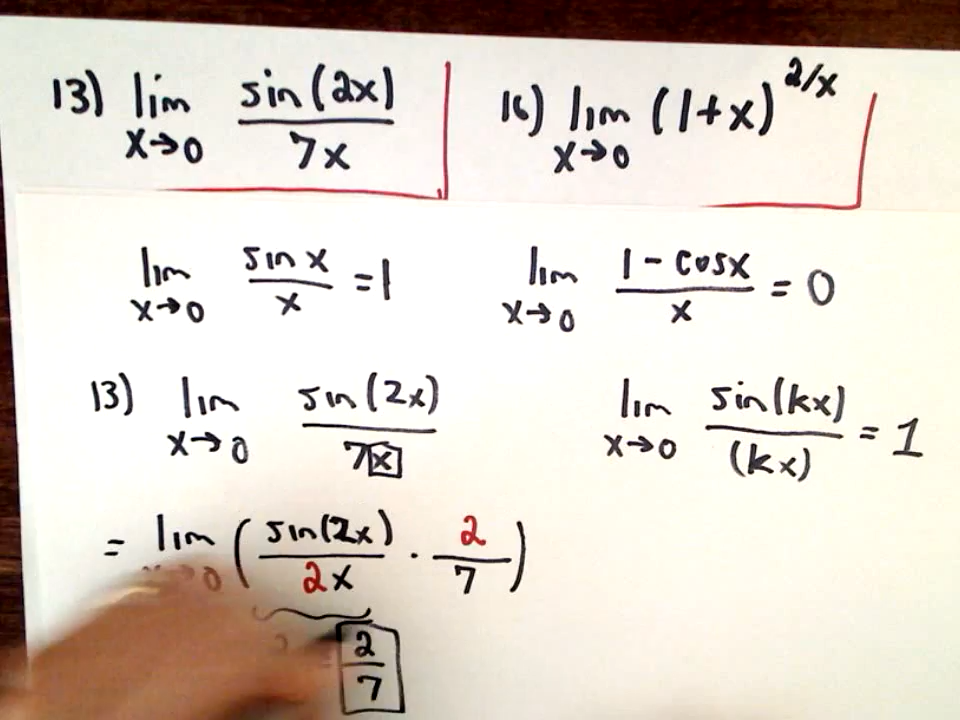 13) lim x→0 sin(2x)/7x
16) lim x→0 (1+x)^2/x
lim x→0 sin x/x = 1
lim x→0 1 - cosx/x = 0
13) lim x→0 sin(2x)/7x
lim x→0 sin(kx)/(kx) = 1
= lim x→0 (sin(2x)/2x · 2/7)
2/7